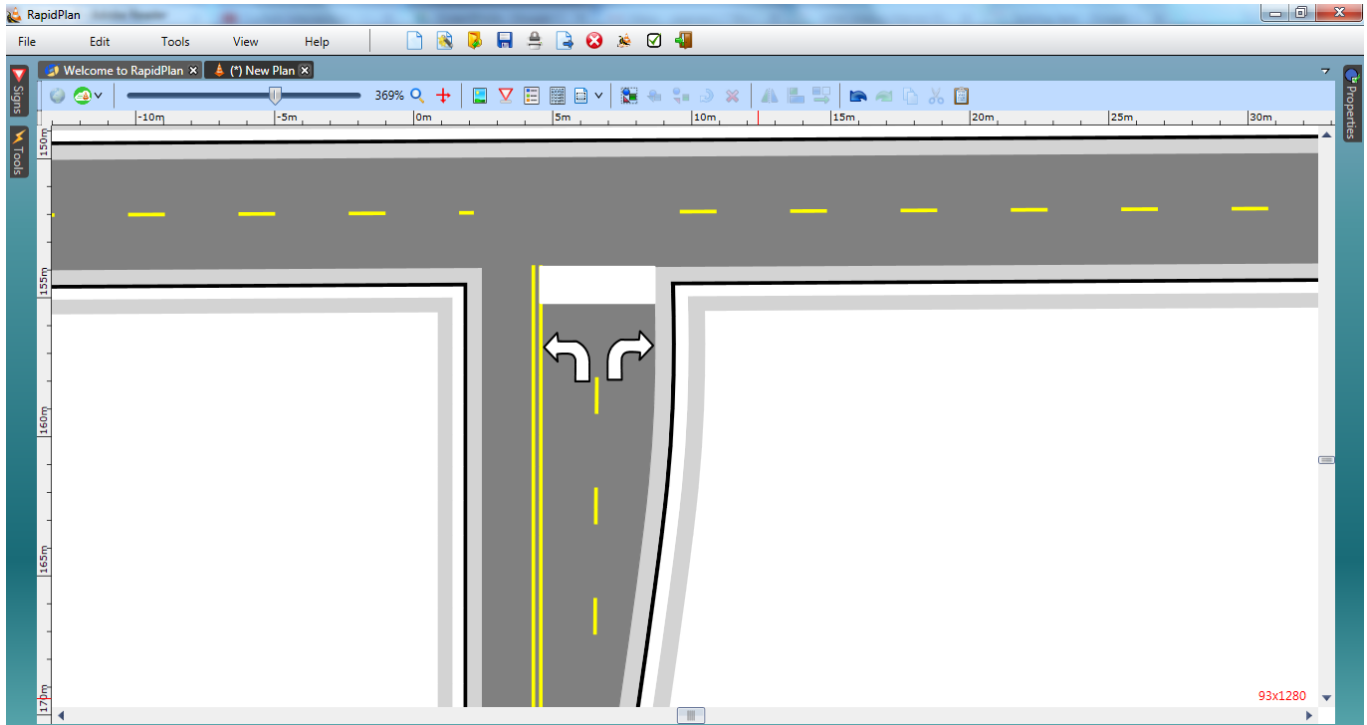 RapidPlan
File Edit Tools View Help
Welcome to RapidPlan (*) New Plan
369%
Signs
Tools
Properties
-10m -5m 0m 5m 10m 15m 20m 25m 30m
150m
155m
160m
165m
170m
93x1280